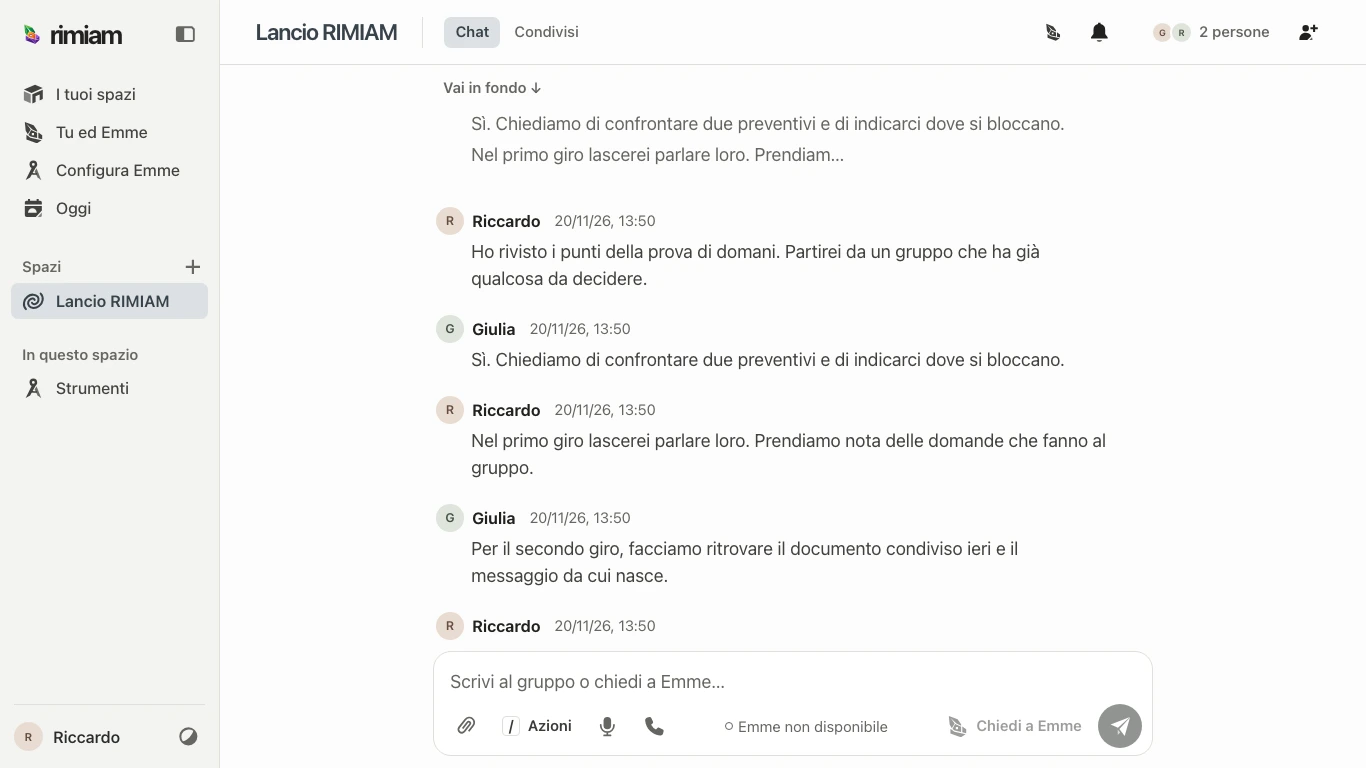 rimiam
I tuoi spazi
Tu ed Emme
Configura Emme
Oggi
Spazi
Lancio RIMIAM
In questo spazio
Strumenti
R Riccardo
Lancio RIMIAM
Chat
Condivisi
G R 2 persone
Vai in fondo ↓
Sì. Chiediamo di confrontare due preventivi e di indicarci dove si bloccano.
Nel primo giro lascerei parlare loro. Prendiam...
R Riccardo 20/11/26, 13:50
Ho rivisto i punti della prova di domani. Partirei da un gruppo che ha già
qualcosa da decidere.
G Giulia 20/11/26, 13:50
Sì. Chiediamo di confrontare due preventivi e di indicarci dove si bloccano.
R Riccardo 20/11/26, 13:50
Nel primo giro lascerei parlare loro. Prendiamo nota delle domande che fanno al
gruppo.
G Giulia 20/11/26, 13:50
Per il secondo giro, facciamo ritrovare il documento condiviso ieri e il
messaggio da cui nasce.
R Riccardo 20/11/26, 13:50
Scrivi al gruppo o chiedi a Emme...
/ Azioni
Emme non disponibile
Chiedi a Emme